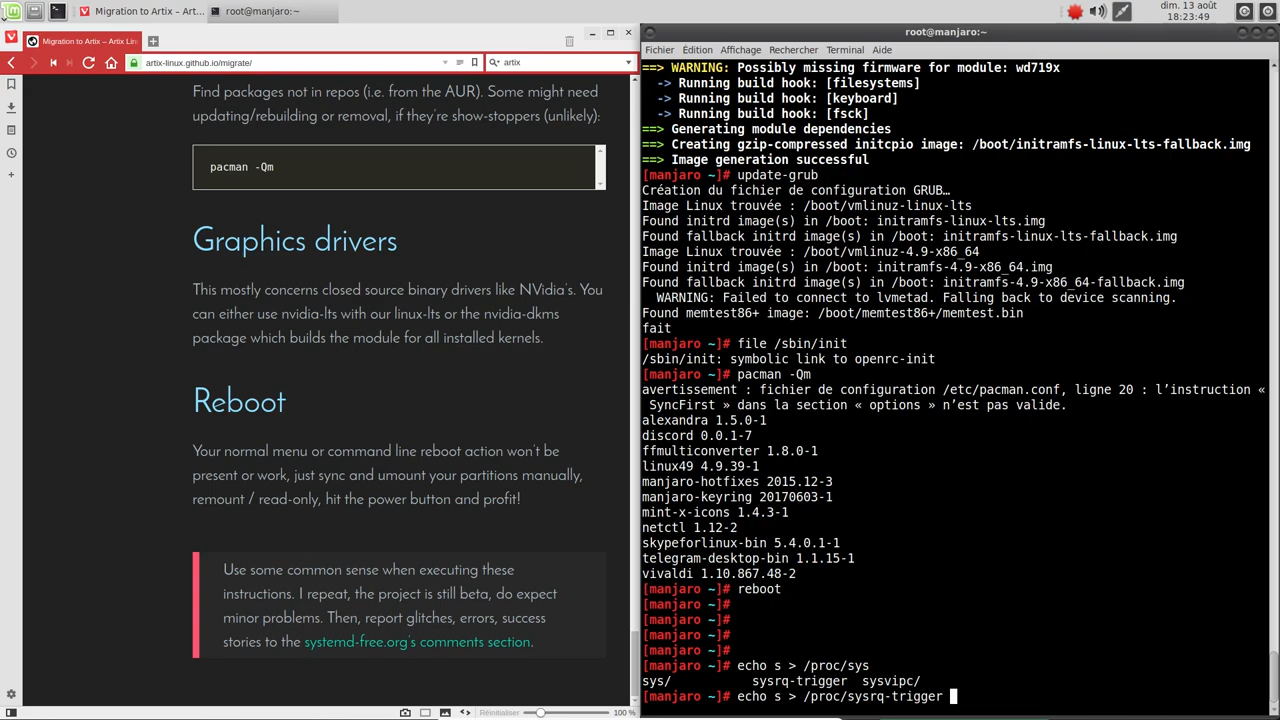 Migration to Artix – Art...
root@manjaro:~
dim. 13 août
18:23:49
Migration to Artix – Artix Lin
artix-linux.github.io/migrate/
artix
Find packages not in repos (i.e. from the AUR). Some might need
updating/rebuilding or removal, if they're show-stoppers (unlikely):
pacman -Qm
Graphics drivers
This mostly concerns closed source binary drivers like NVidia's. You
can either use nvidia-lts with our linux-lts or the nvidia-dkms
package which builds the module for all installed kernels.
Reboot
Your normal menu or command line reboot action won't be
present or work, just sync and umount your partitions manually,
remount / read-only, hit the power button and profit!
Use some common sense when executing these
instructions. I repeat, the project is still beta, do expect
minor problems. Then, report glitches, errors, success
stories to the systemd-free.org's comments section.
Réinitialiser
100 %
root@manjaro:~
Fichier Édition Affichage Rechercher Terminal Aide
==> WARNING: Possibly missing firmware for module: wd719x
-> Running build hook: [filesystems]
-> Running build hook: [keyboard]
-> Running build hook: [fsck]
==> Generating module dependencies
==> Creating gzip-compressed initcpio image: /boot/initramfs-linux-lts-fallback.img
==> Image generation successful
[manjaro ~]# update-grub
Création du fichier de configuration GRUB…
Image Linux trouvée : /boot/vmlinuz-linux-lts
Found initrd image(s) in /boot: initramfs-linux-lts.img
Found fallback initrd image(s) in /boot: initramfs-linux-lts-fallback.img
Image Linux trouvée : /boot/vmlinuz-4.9-x86_64
Found initrd image(s) in /boot: initramfs-4.9-x86_64.img
Found fallback initrd image(s) in /boot: initramfs-4.9-x86_64-fallback.img
WARNING: Failed to connect to lvmetad. Falling back to device scanning.
Found memtest86+ image: /boot/memtest86+/memtest.bin
fait
[manjaro ~]# file /sbin/init
/sbin/init: symbolic link to openrc-init
[manjaro ~]# pacman -Qm
avertissement : fichier de configuration /etc/pacman.conf, ligne 20 : l’instruction «
SyncFirst » dans la section « options » n’est pas valide.
alexandra 1.5.0-1
discord 0.0.1-7
ffmulticonverter 1.8.0-1
linux49 4.9.39-1
manjaro-hotfixes 2015.12-3
manjaro-keyring 20170603-1
mint-x-icons 1.4.3-1
netctl 1.12-2
skypeforlinux-bin 5.4.0.1-1
telegram-desktop-bin 1.1.15-1
vivaldi 1.10.867.48-2
[manjaro ~]# reboot
[manjaro ~]#
[manjaro ~]#
[manjaro ~]#
[manjaro ~]#
[manjaro ~]# echo s > /proc/sys
sys/ sysrq-trigger sysvipc/
[manjaro ~]# echo s > /proc/sysrq-trigger